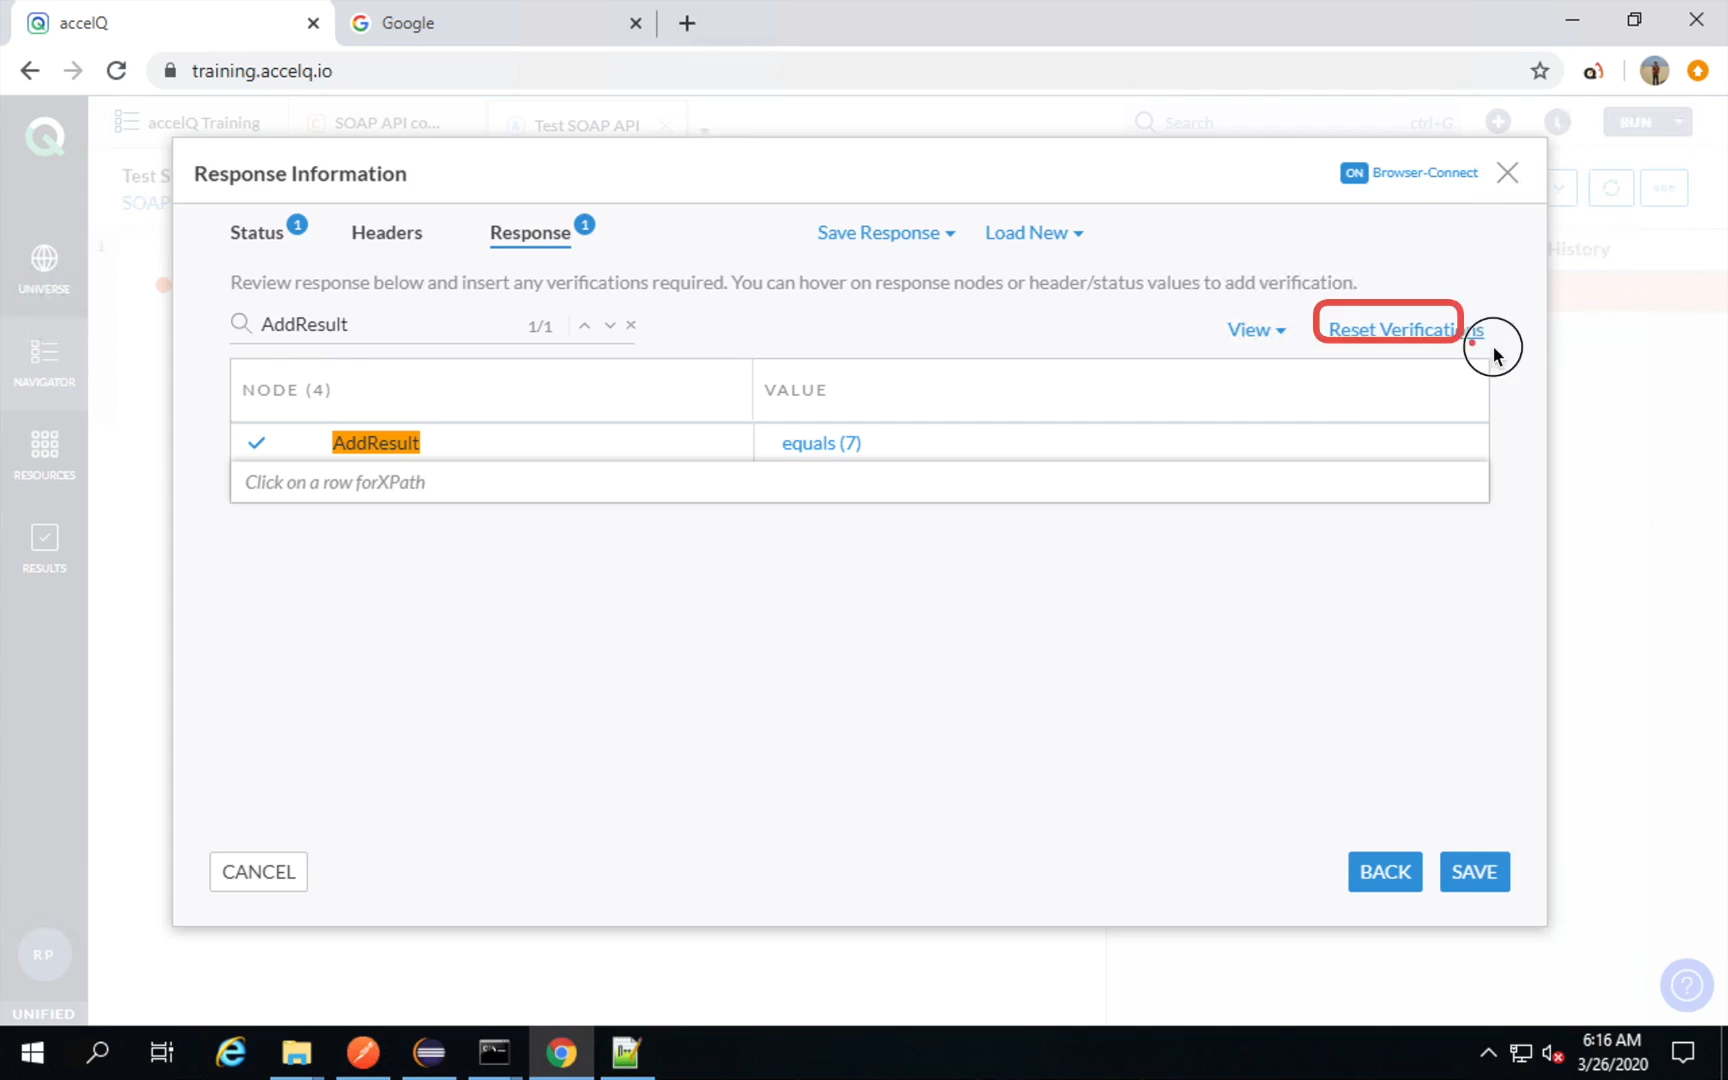 accelQ
Google
training.accelq.io
accelQ Training
SOAP API co...
Test SOAP API
Search
ctrl+G
RUN
Test S
SOAP
Response Information
ON Browser-Connect
Status 1
Headers
Response 1
Save Response
Load New
History
Review response below and insert any verifications required. You can hover on response nodes or header/status values to add verification.
AddResult
1/1
View
Reset Verifications
NODE (4)
VALUE
AddResult
equals (7)
Click on a row forXPath
CANCEL
BACK
SAVE
1
UNIVERSE
NAVIGATOR
RESOURCES
RESULTS
RP
UNIFIED
6:16 AM
3/26/2020